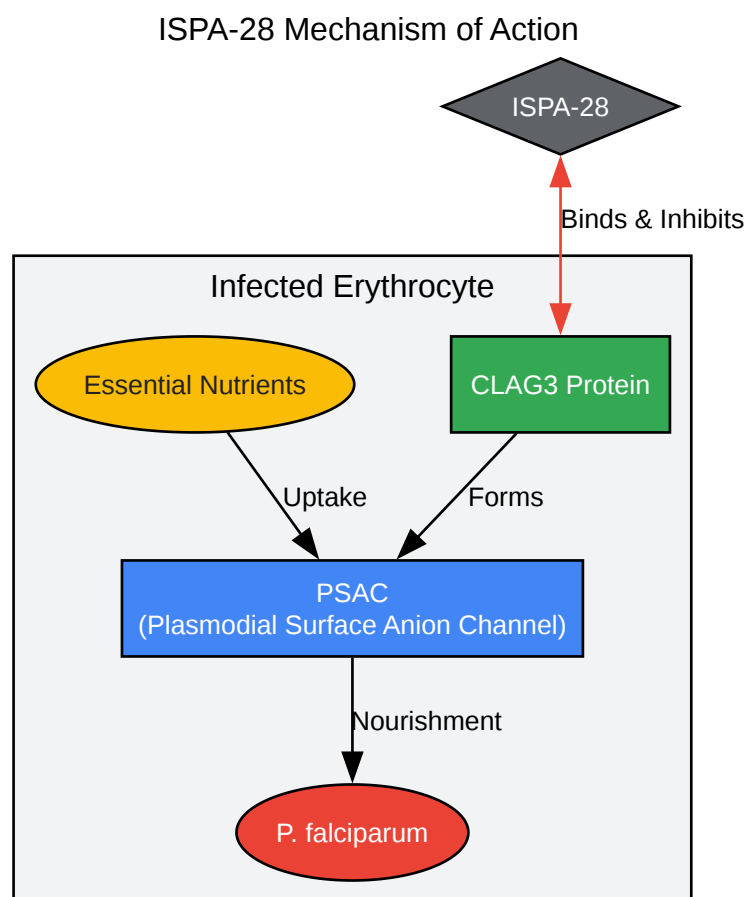 ISPA-28 Mechanism of Action
ISPA-28
Binds & Inhibits
Infected Erythrocyte
Essential Nutrients
CLAG3 Protein
Uptake
Forms
PSAC
(Plasmodial Surface Anion Channel)
Nourishment
P. falciparum